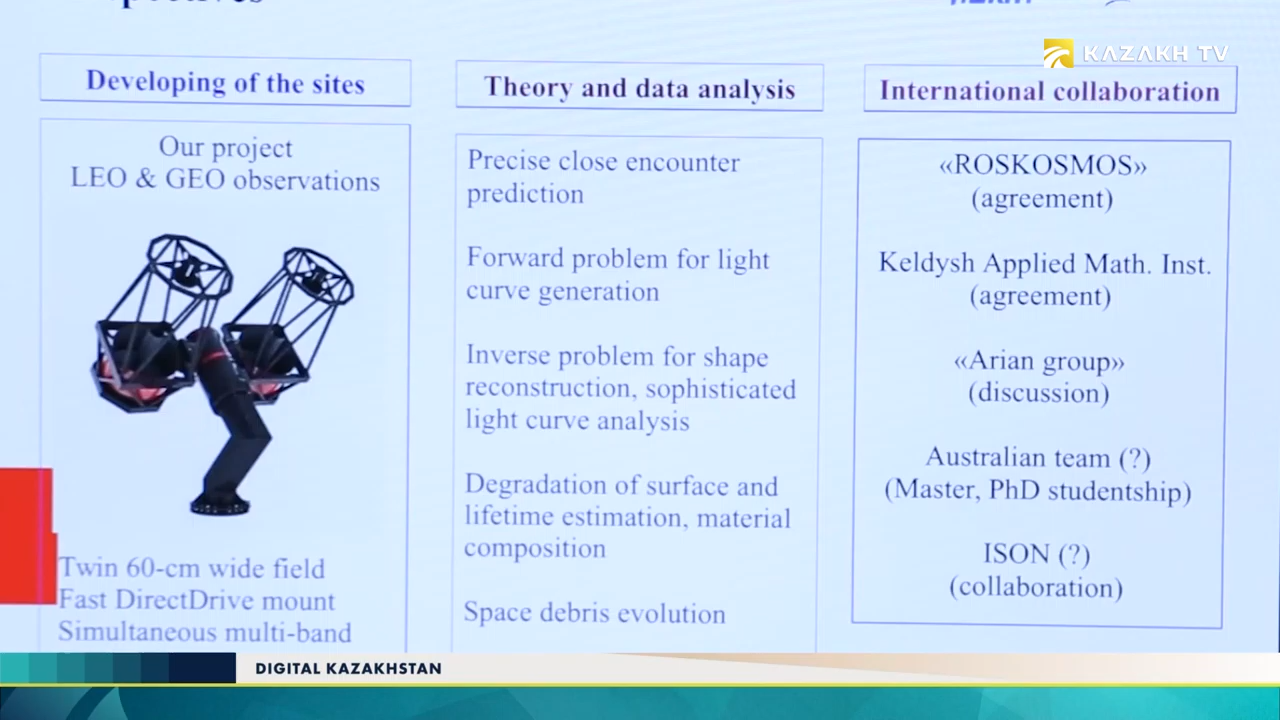 KAZAKH TV
Developing of the sites
Our project
LEO & GEO observations
Twin 60-cm wide field
Fast DirectDrive mount
Simultaneous multi-band
Theory and data analysis
Precise close encounter
prediction
Forward problem for light
curve generation
Inverse problem for shape
reconstruction, sophisticated
light curve analysis
Degradation of surface and
lifetime estimation, material
composition
Space debris evolution
International collaboration
«ROSKOSMOS»
(agreement)
Keldysh Applied Math. Inst.
(agreement)
«Arian group»
(discussion)
Australian team (?)
(Master, PhD studentship)
ISON (?)
(collaboration)
DIGITAL KAZAKHSTAN